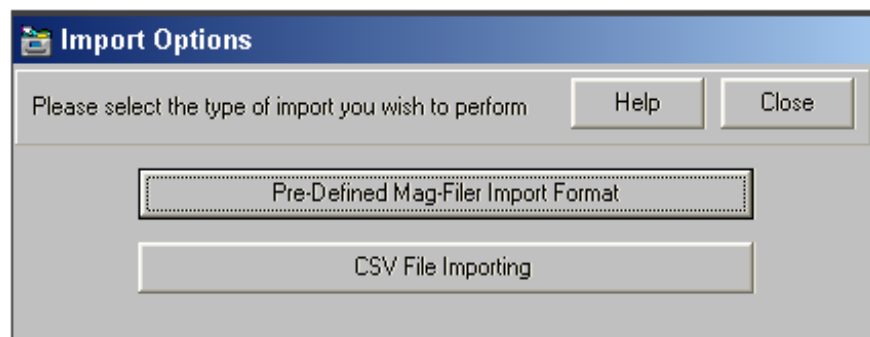 Import Options
Please select the type of import you wish to perform
Help
Close
Pre-Defined Mag-Filer Import Format
CSV File Importing